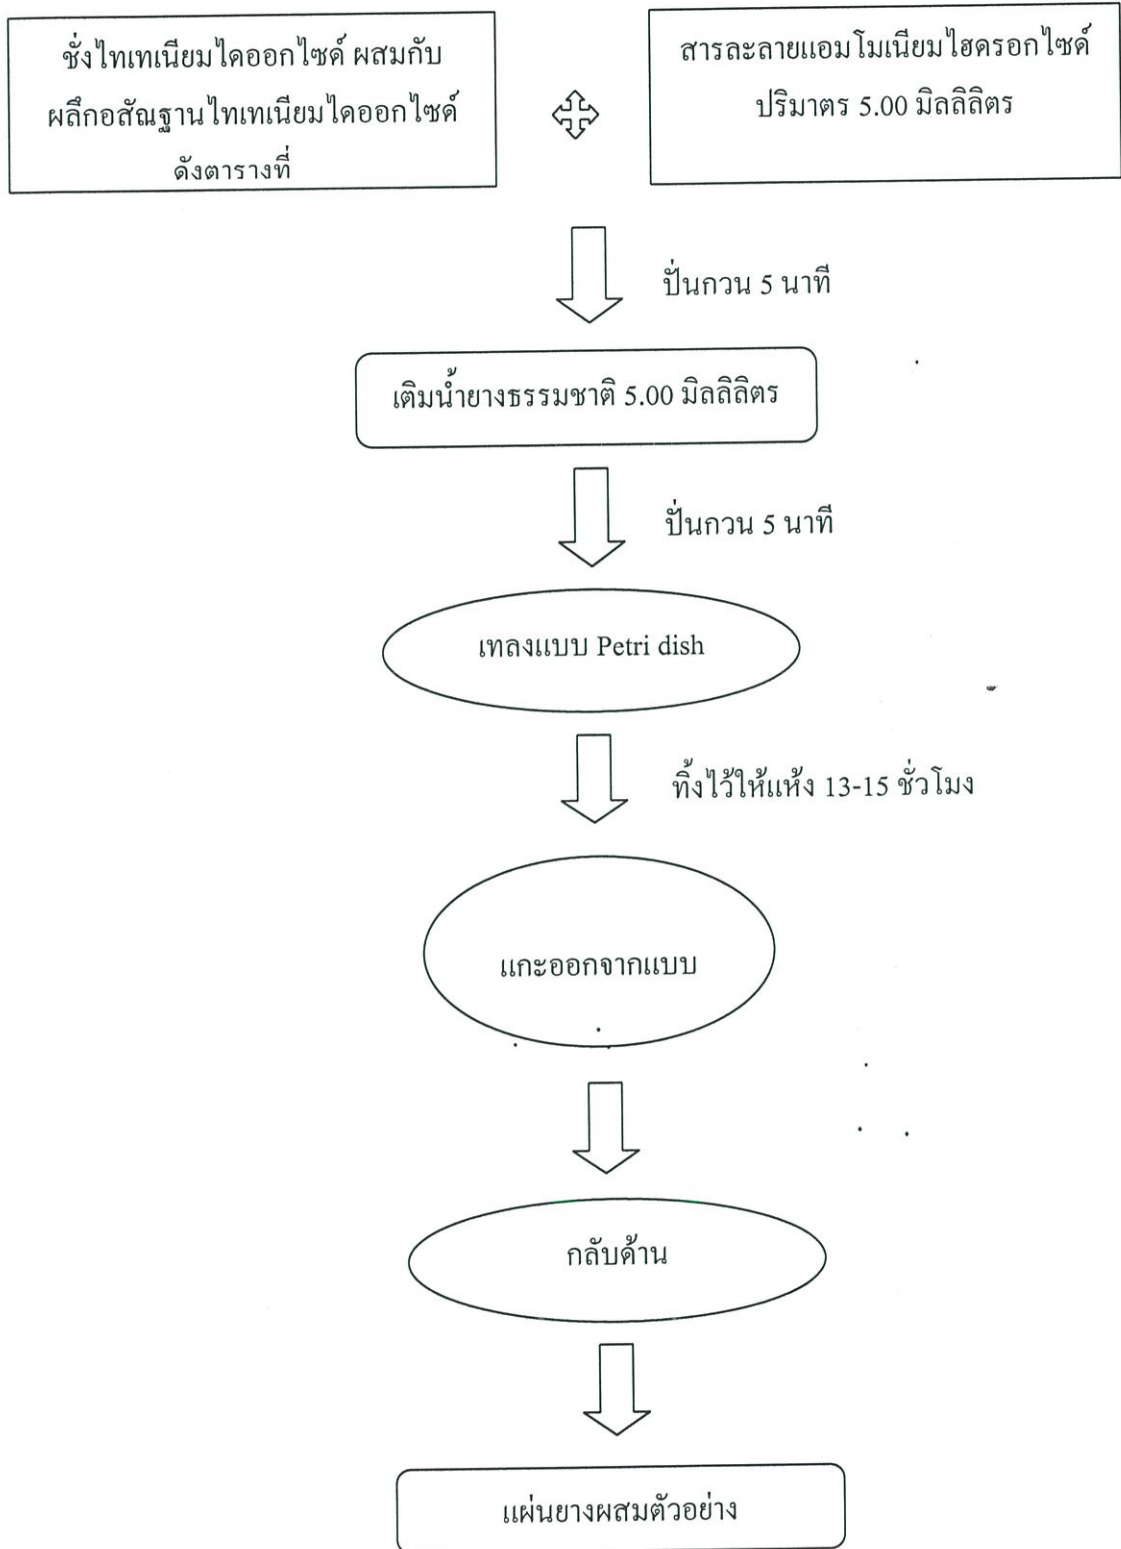 ชั่งไทเทเนียมไดออกไซด์ ผสมกับ
ผลึกอสัณฐานไทเทเนียมไดออกไซด์
ดังตารางที่
สารละลายแอมโมเนียมไฮดรอกไซด์
ปริมาตร 5.00 มิลลิลิตร
ปั่นกวน 5 นาที
เติมน้ำยางธรรมชาติ 5.00 มิลลิลิตร
ปั่นกวน 5 นาที
เทลงแบบ Petri dish
ทิ้งไว้ให้แห้ง 13-15 ชั่วโมง
แกะออกจากแบบ
กลับด้าน
แผ่นยางผสมตัวอย่าง